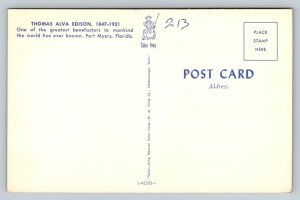 THOMAS ALVA EDISON, 1847-1931
One of the greatest benefactors to mankind
the world has ever known. Fort Myers, Florida.
213
PLACE
STAMP
HERE
POST CARD
Address